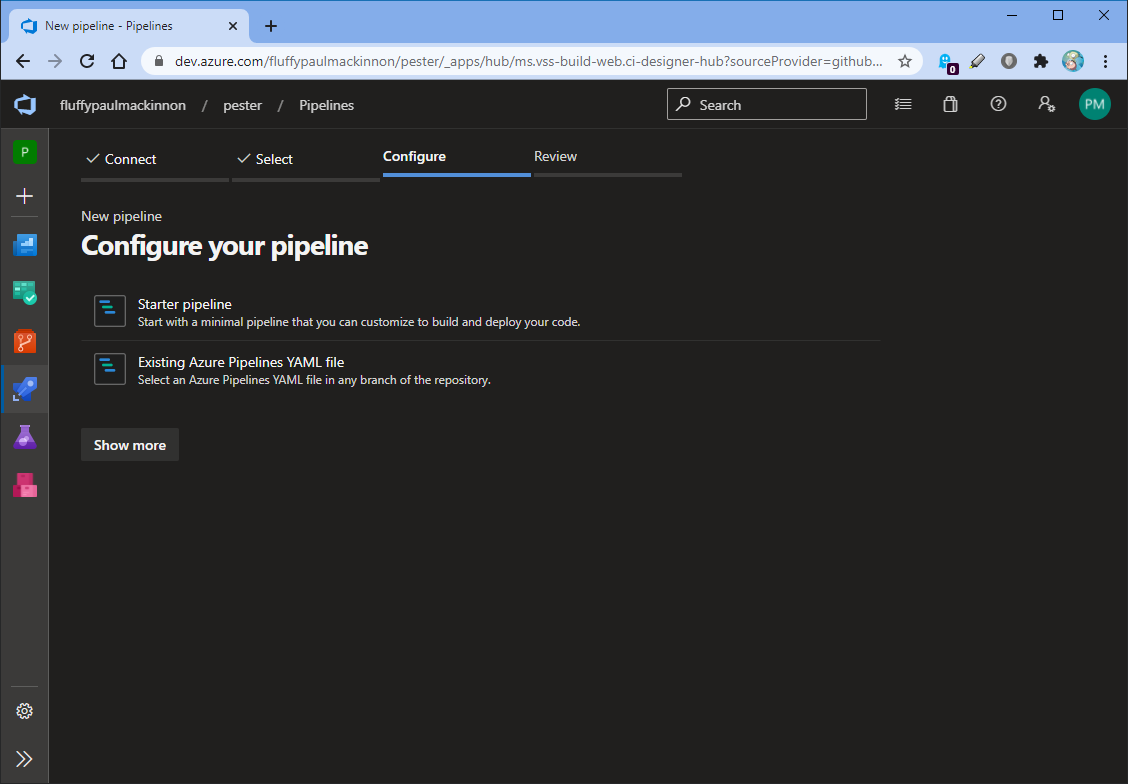 New pipeline - Pipelines
dev.azure.com/fluffypaulmackinnon/pester/_apps/hub/ms.vss-build-web.ci-designer-hub?sourceProvider=github...
0
fluffypaulmackinnon / pester / Pipelines
Search
PM
P
Connect
Select
Configure
Review
New pipeline
Configure your pipeline
Starter pipeline
Start with a minimal pipeline that you can customize to build and deploy your code.
Existing Azure Pipelines YAML file
Select an Azure Pipelines YAML file in any branch of the repository.
Show more